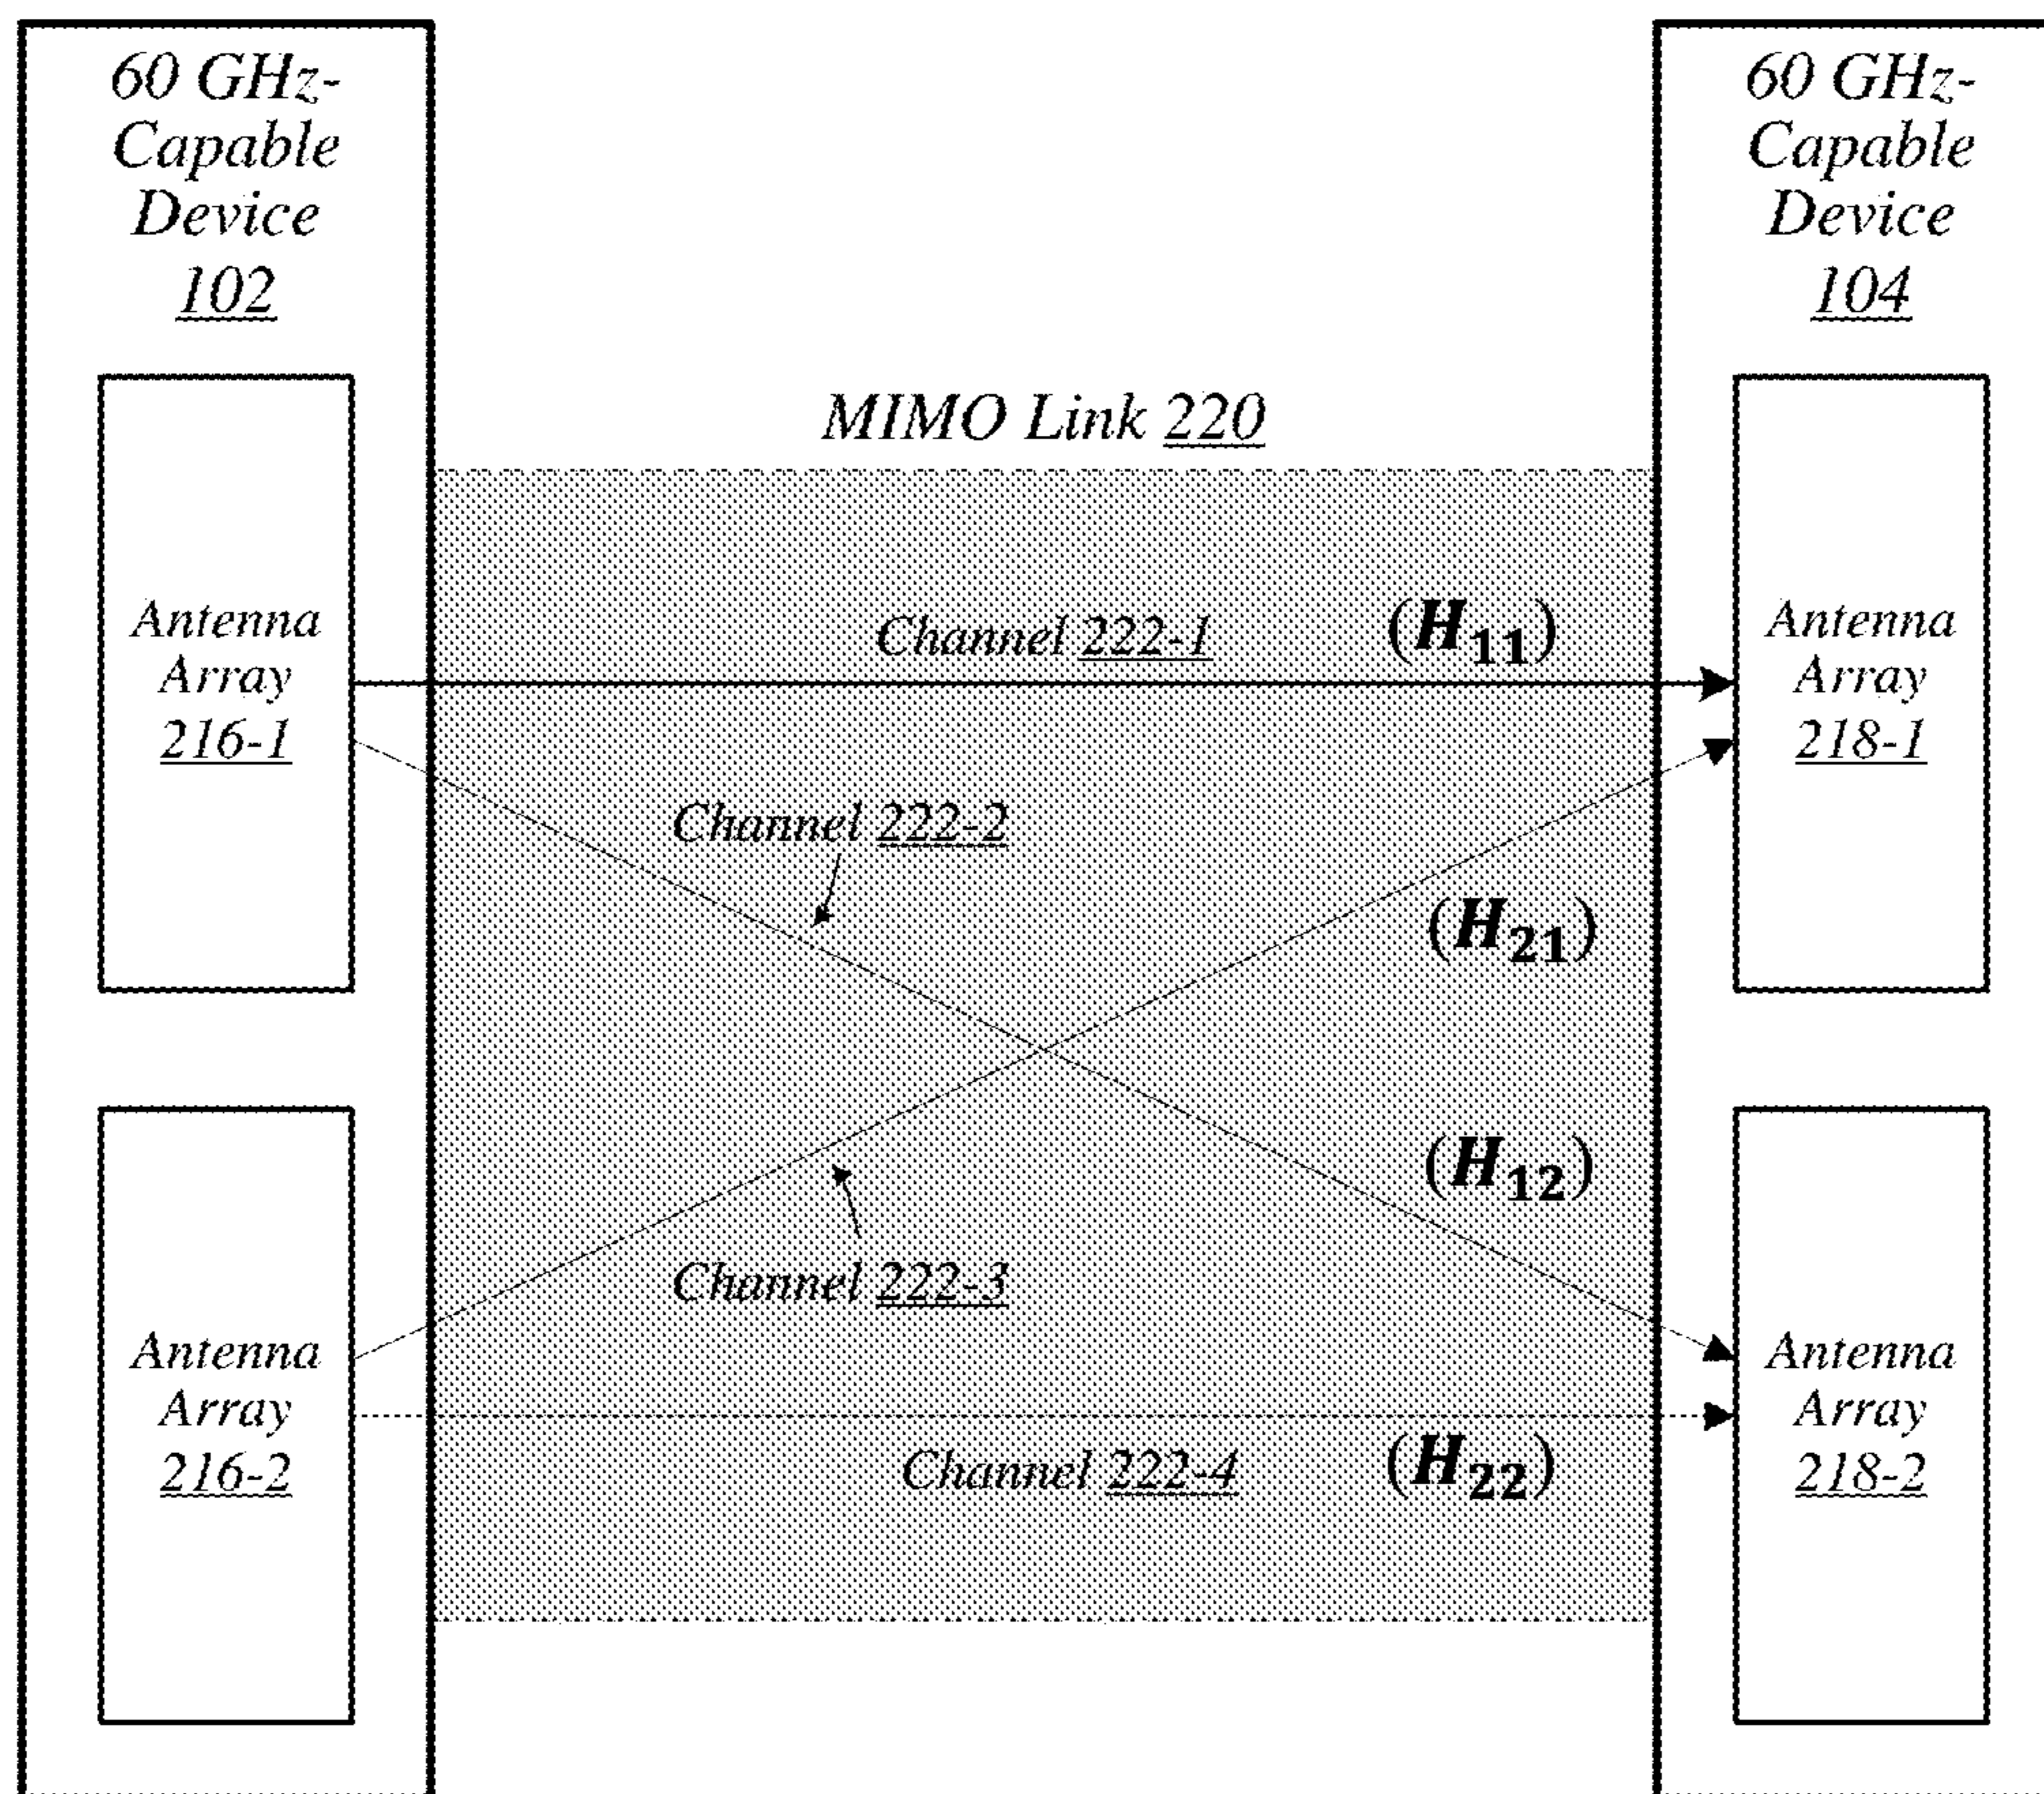 60 GHz-
Capable
Device
102
60 GHz-
Capable
Device
104
MIMO Link 220
Antenna
Array
216-1
Channel 222-1 (H11)
Antenna
Array
218-1
Channel 222-2
(H21)
(H12)
Channel 222-3
Antenna
Array
216-2
Channel 222-4 (H22)
Antenna
Array
218-2